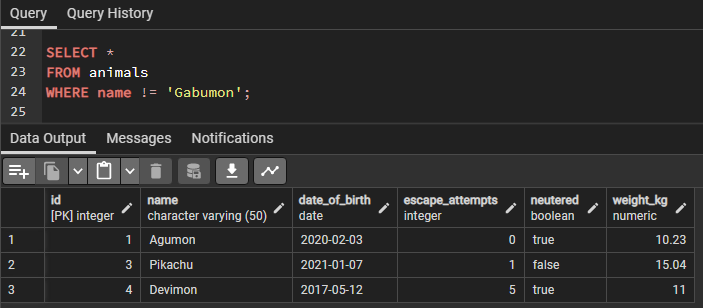 Query Query History
21
22 SELECT *
23 FROM animals
24 WHERE name != 'Gabumon';
25
Data Output Messages Notifications
id name date_of_birth escape_attempts neutered weight_kg
[PK] integer character varying (50) date integer boolean numeric
1 1 Agumon 2020-02-03 0 true 10.23
2 3 Pikachu 2021-01-07 1 false 15.04
3 4 Devimon 2017-05-12 5 true 11